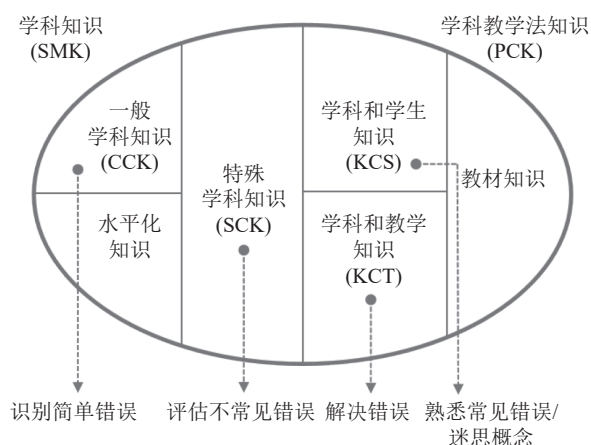 学科知识
(SMK)
学科教学法知识
(PCK)
一般
学科知识
(CCK)
水平化
知识
特殊
学科知识
(SCK)
学科和学生
知识
(KCS)
学科和教学
知识
(KCT)
教材知识
识别简单错误
评估不常见错误
解决错误
熟悉常见错误/
迷思概念